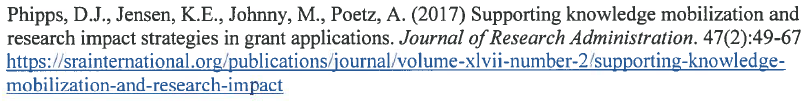 Phipps, D.J., Jensen, K.E., Johnny, M., Poetz, A. (2017) Supporting knowledge mobilization and
research impact strategies in grant applications. Journal of Research Administration. 47(2):49-67
https://srainternational.org/publications/journal/volume-xlvii-number-2/supporting-knowledge-
mobilization-and-research-impact